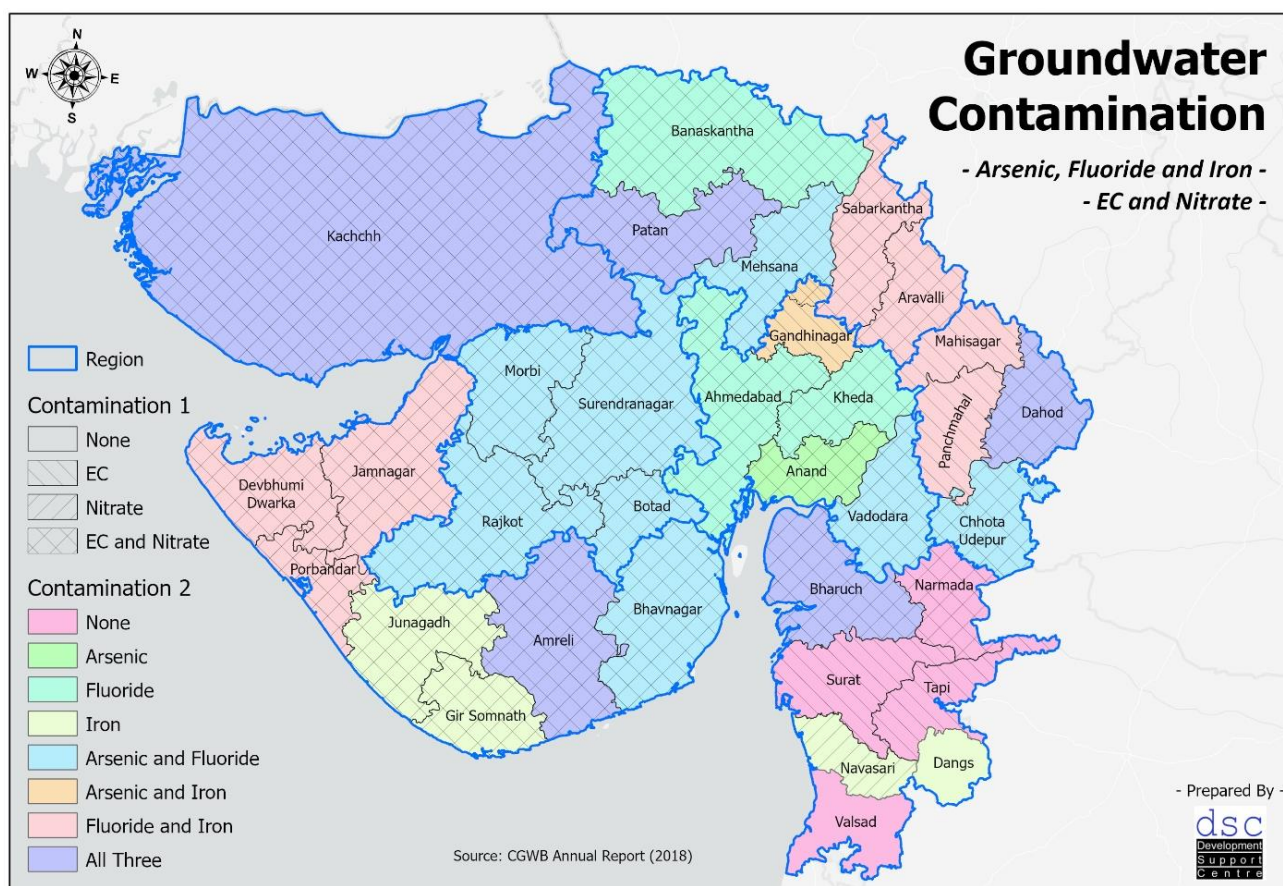 N
W
E
S
Groundwater
Contamination
- Arsenic, Fluoride and Iron -
- EC and Nitrate -
Banaskantha
Kachchh
Patan
Sabarkantha
Mehsana
Aravalli
Gandhinagar
Mahisagar
Morbi
Surendranagar
Ahmedabad
Kheda
Panchmahal
Dahod
Devbhumi
Dwarka
Jamnagar
Anand
Rajkot
Botad
Vadodara
Chhota
Udepur
Porbandar
Junagadh
Amreli
Bhavnagar
Bharuch
Narmada
Gir Somnath
Surat
Tapi
Navasari
Dangs
Valsad
Region
Contamination 1
None
EC
Nitrate
EC and Nitrate
Contamination 2
None
Arsenic
Fluoride
Iron
Arsenic and Fluoride
Arsenic and Iron
Fluoride and Iron
All Three
Source: CGWB Annual Report (2018)
- Prepared By -
dsc
Development
Support
Centre